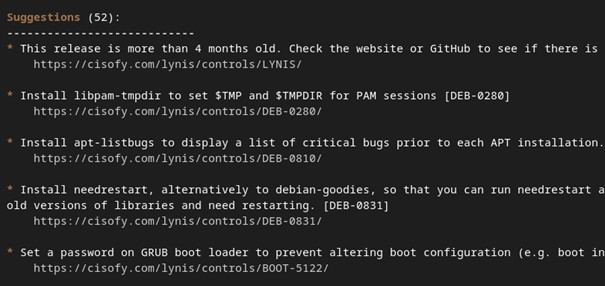 Suggestions (52):
----------------------------
* This release is more than 4 months old. Check the website or GitHub to see if there is
https://cisofy.com/lynis/controls/LYNIS/
* Install libpam-tmpdir to set $TMP and $TMPDIR for PAM sessions [DEB-0280]
https://cisofy.com/lynis/controls/DEB-0280/
* Install apt-listbugs to display a list of critical bugs prior to each APT installation.
https://cisofy.com/lynis/controls/DEB-0810/
* Install needrestart, alternatively to debian-goodies, so that you can run needrestart a
old versions of libraries and need restarting. [DEB-0831]
https://cisofy.com/lynis/controls/DEB-0831/
* Set a password on GRUB boot loader to prevent altering boot configuration (e.g. boot in
https://cisofy.com/lynis/controls/BOOT-5122/